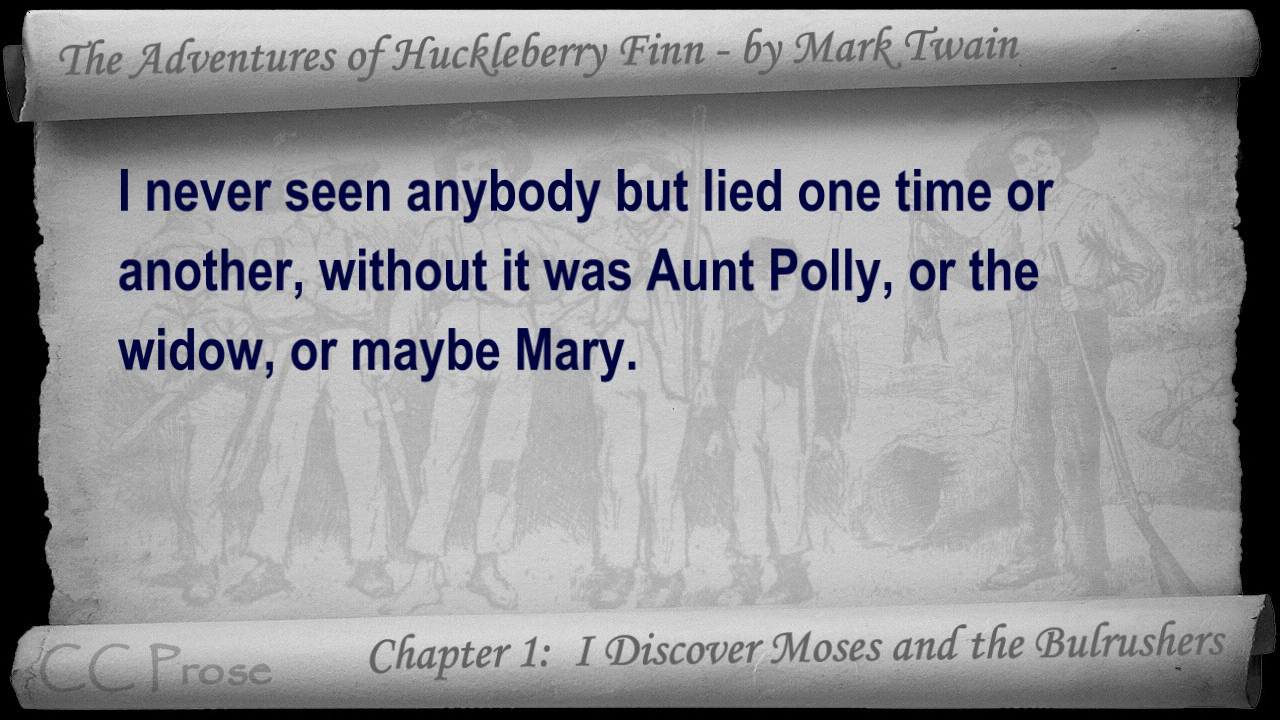 The Adventures of Huckleberry Finn - by Mark Twain
I never seen anybody but lied one time or
another, without it was Aunt Polly, or the
widow, or maybe Mary.
CC Prose
Chapter 1: I Discover Moses and the Bulrushers